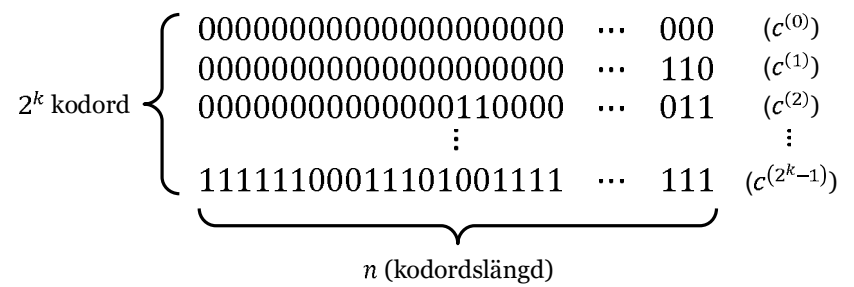 00000000000000000000 ⋯ 000 (c^(0))
00000000000000000000 ⋯ 110 (c^(1))
2^k kodord 00000000000000110000 ⋯ 011 (c^(2))
⋮ ⋮
11111100011101001111 ⋯ 111 (c^(2^k−1))
n (kodordslängd)